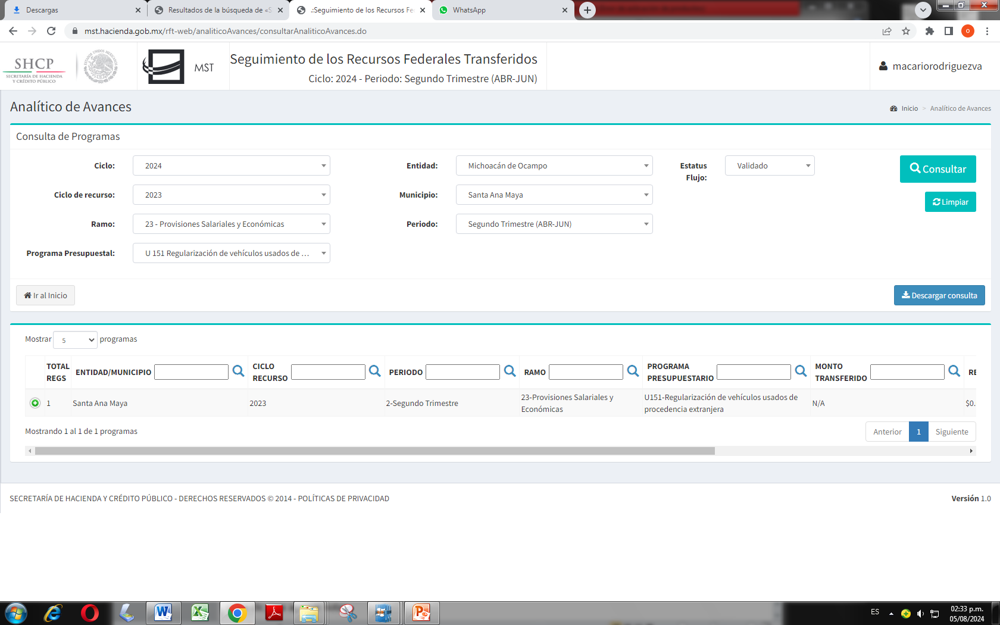 Descargas
Resultados de la búsqueda de «S
.:Seguimiento de los Recursos Fe
WhatsApp
mst.hacienda.gob.mx/rft-web/analiticoAvances/consultarAnaliticoAvances.do
o
SHCP
SECRETARÍA DE HACIENDA
Y CRÉDITO PÚBLICO
ESTADOS UNIDOS MEXICANOS
MST
Seguimiento de los Recursos Federales Transferidos
Ciclo: 2024 - Periodo: Segundo Trimestre (ABR-JUN)
macariorodriguezva
Analítico de Avances
Inicio > Analítico de Avances
Consulta de Programas
Ciclo: 2024
Entidad: Michoacán de Ocampo
Estatus Flujo: Validado
Consultar
Ciclo de recurso: 2023
Municipio: Santa Ana Maya
Limpiar
Ramo: 23 - Provisiones Salariales y Económicas
Periodo: Segundo Trimestre (ABR-JUN)
Programa Presupuestal: U 151 Regularización de vehículos usados de ...
Ir al Inicio
Descargar consulta
Mostrar 5 programas
TOTAL REGS
ENTIDAD/MUNICIPIO
CICLO RECURSO
PERIODO
RAMO
PROGRAMA PRESUPUESTARIO
MONTO TRANSFERIDO
RE
1
Santa Ana Maya
2023
2-Segundo Trimestre
23-Provisiones Salariales y
Económicas
U151-Regularización de vehículos usados de
procedencia extranjera
N/A
$0.
Mostrando 1 al 1 de 1 programas
Anterior 1 Siguiente
SECRETARÍA DE HACIENDA Y CRÉDITO PÚBLICO - DERECHOS RESERVADOS © 2014 - POLÍTICAS DE PRIVACIDAD
Versión 1.0
ES
02:33 p.m.
05/08/2024